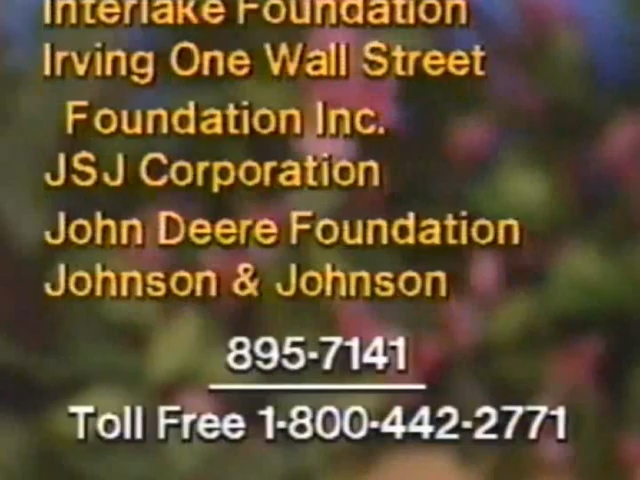 Interlake Foundation
Irving One Wall Street
Foundation Inc.
JSJ Corporation
John Deere Foundation
Johnson & Johnson
895-7141
Toll Free 1-800-442-2771